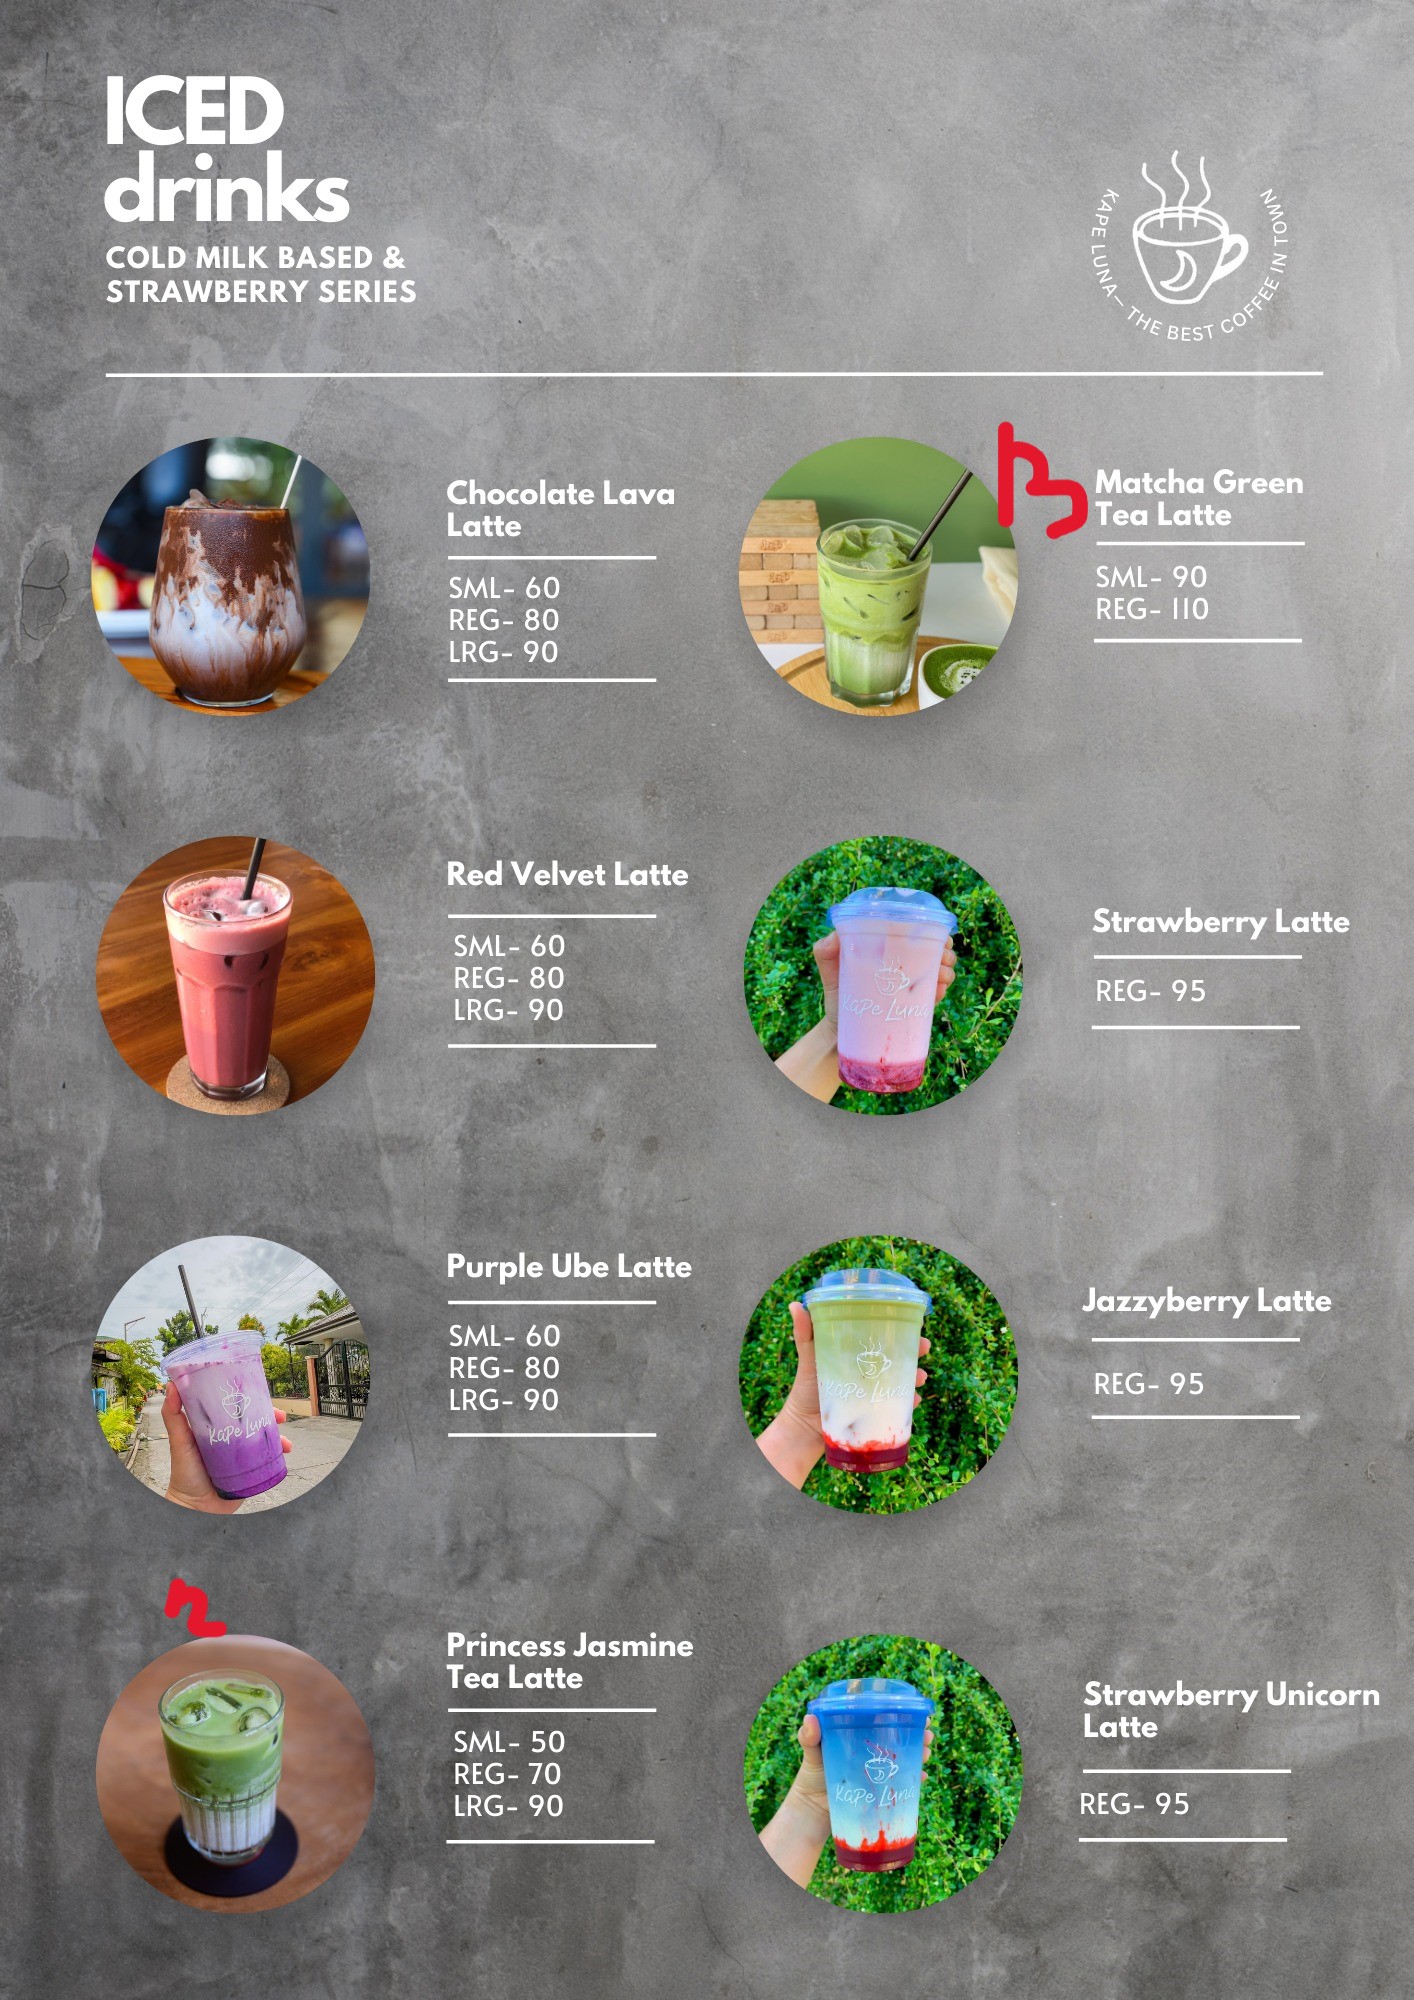 ICED
drinks
COLD MILK BASED &
STRAWBERRY SERIES
KAPE LUNA— THE BEST COFFEE IN TOWN
Chocolate Lava
Latte
SML- 60
REG- 80
LRG- 90
Matcha Green
Tea Latte
SML- 90
REG- 110
Red Velvet Latte
SML- 60
REG- 80
LRG- 90
Strawberry Latte
REG- 95
Kape Luna
Purple Ube Latte
SML- 60
REG- 80
LRG- 90
Kape Luna
Jazzyberry Latte
REG- 95
Kape Luna
Princess Jasmine
Tea Latte
SML- 50
REG- 70
LRG- 90
Strawberry Unicorn
Latte
REG- 95
Kape Luna